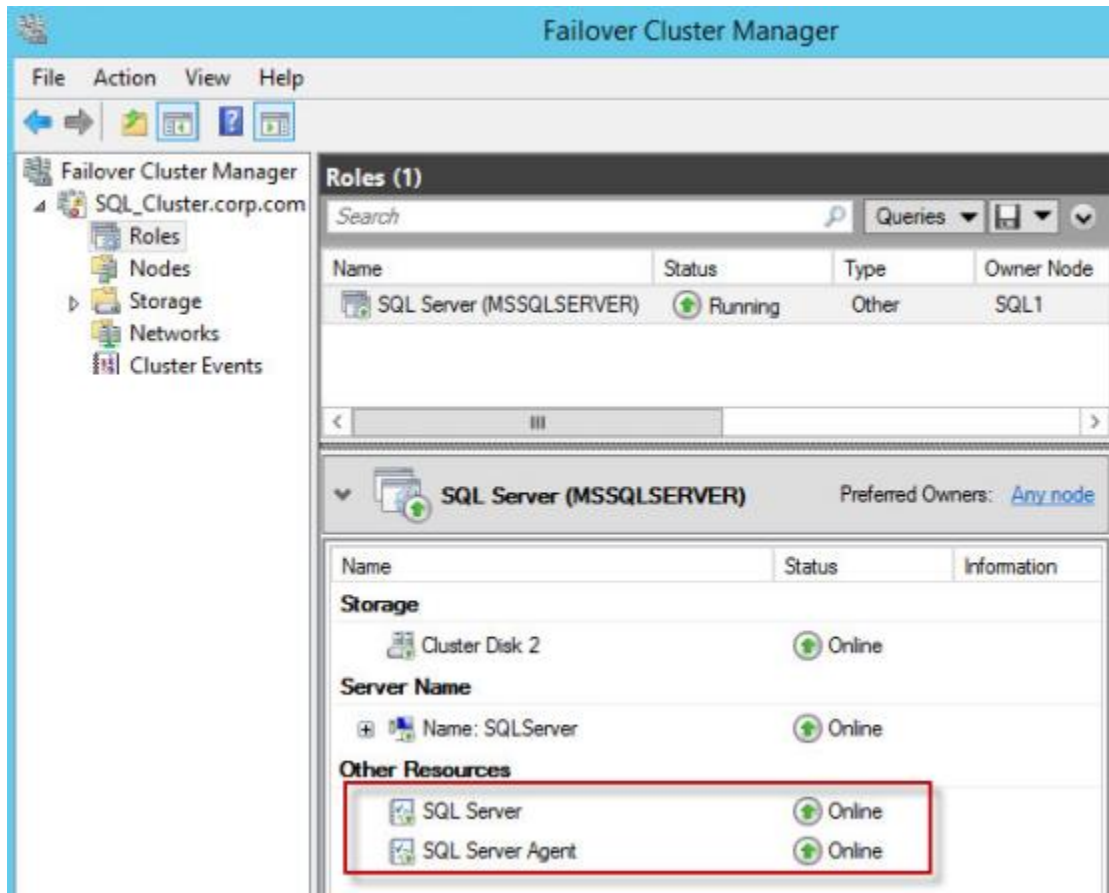 Failover Cluster Manager
File Action View Help
Failover Cluster Manager
SQL_Cluster.corp.com
Roles
Nodes
Storage
Networks
Cluster Events
Roles (1)
Search Queries
Name Status Type Owner Node
SQL Server (MSSQLSERVER) Running Other SQL1
SQL Server (MSSQLSERVER) Preferred Owners: Any node
Name Status Information
Storage
Cluster Disk 2 Online
Server Name
Name: SQLServer Online
Other Resources
SQL Server Online
SQL Server Agent Online